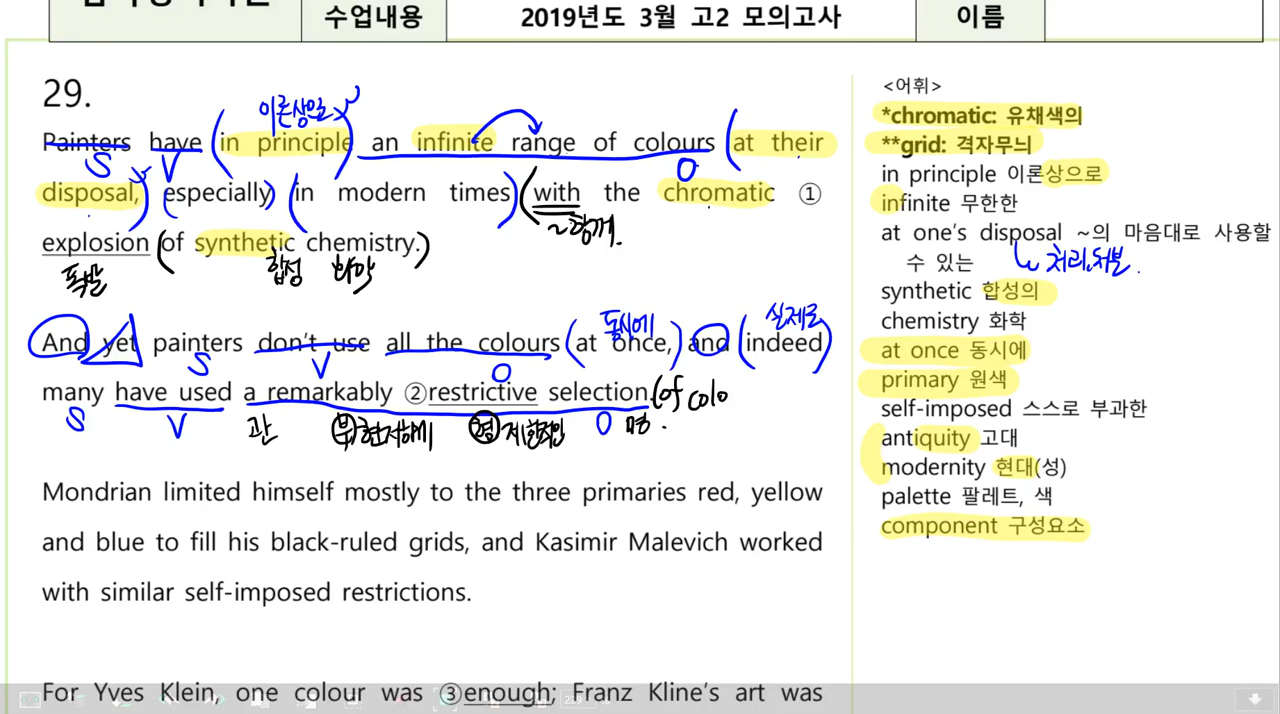 수업내용 2019년도 3월 고2 모의고사 이름
29.
이론상으로
Painters have in principle an infinite range of colours at their
S V O
disposal, especially in modern times with the chromatic ①
~함께.
explosion of synthetic chemistry.
폭발 합성 화학
동시에 실제로
And yet painters don't use all the colours at once, and indeed
S V O
many have used a remarkably ②restrictive selection. (of colo
S V 관 부 현저하게 형 제한적인 O 명.
Mondrian limited himself mostly to the three primaries red, yellow
and blue to fill his black-ruled grids, and Kasimir Malevich worked
with similar self-imposed restrictions.
For Yves Klein, one colour was ③enough; Franz Kline's art was
<어휘>
*chromatic: 유채색의
**grid: 격자무늬
in principle 이론상으로
infinite 무한한
at one's disposal ~의 마음대로 사용할
수 있는
처리,처분.
synthetic 합성의
chemistry 화학
at once 동시에
primary 원색
self-imposed 스스로 부과한
antiquity 고대
modernity 현대(성)
palette 팔레트, 색
component 구성요소